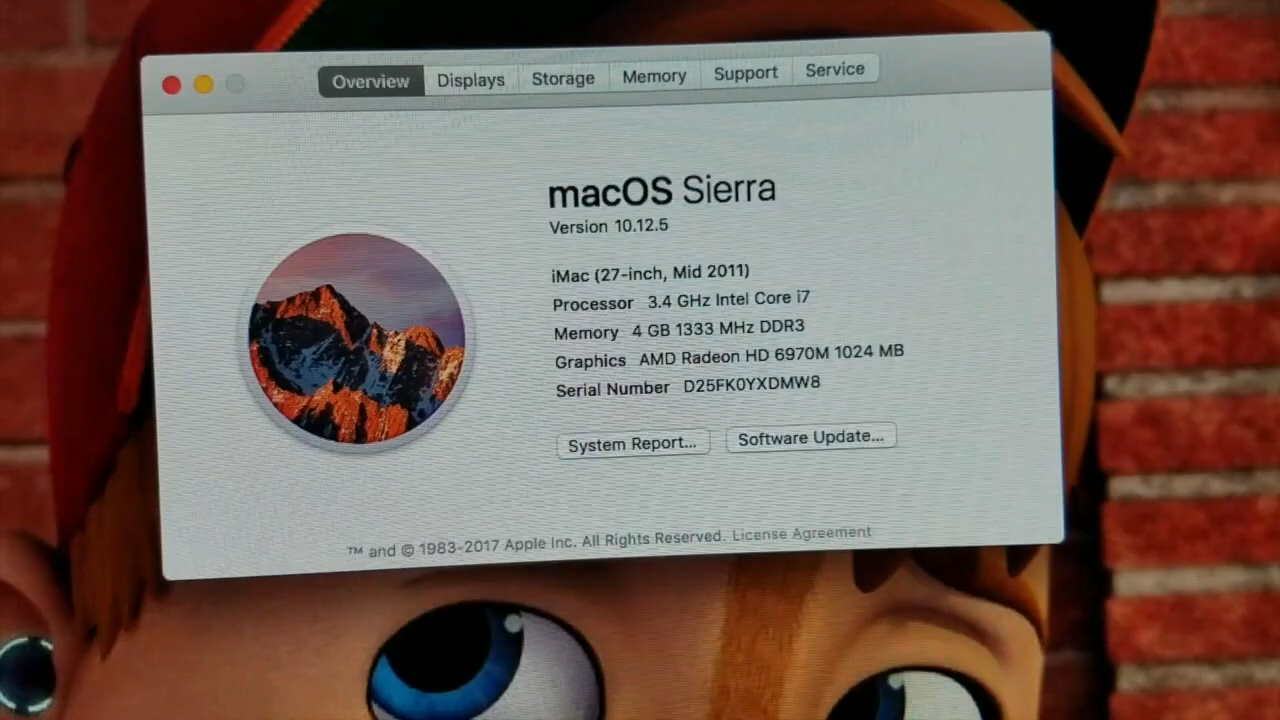 Overview Displays Storage Memory Support Service
macOS Sierra
Version 10.12.5
iMac (27-inch, Mid 2011)
Processor 3.4 GHz Intel Core i7
Memory 4 GB 1333 MHz DDR3
Graphics AMD Radeon HD 6970M 1024 MB
Serial Number D25FK0YXDMW8
System Report... Software Update...
™ and © 1983-2017 Apple Inc. All Rights Reserved. License Agreement